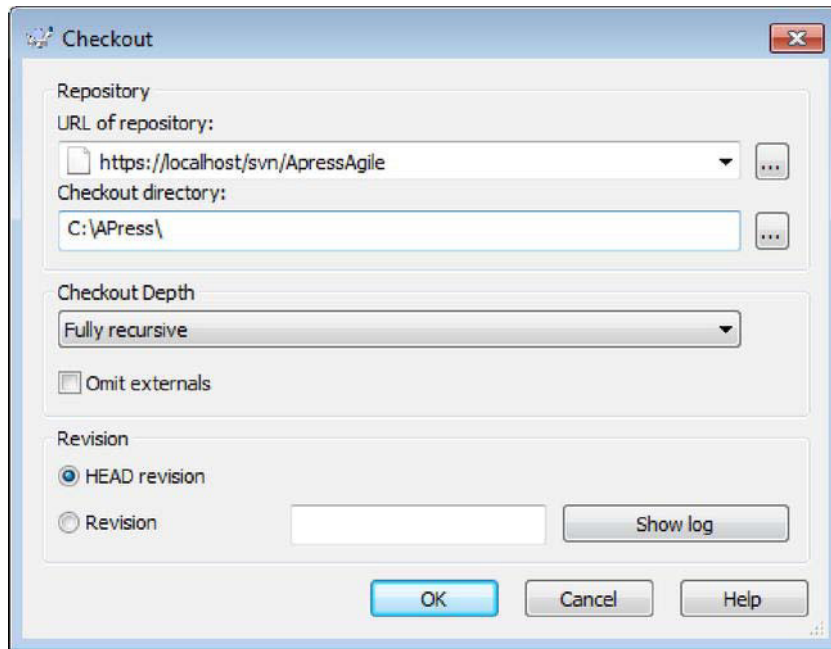 Checkout
Repository
URL of repository:
https://localhost/svn/ApressAgile
...
Checkout directory:
C:\APress\
...
Checkout Depth
Fully recursive
Omit externals
Revision
HEAD revision
Revision
Show log
OK Cancel Help